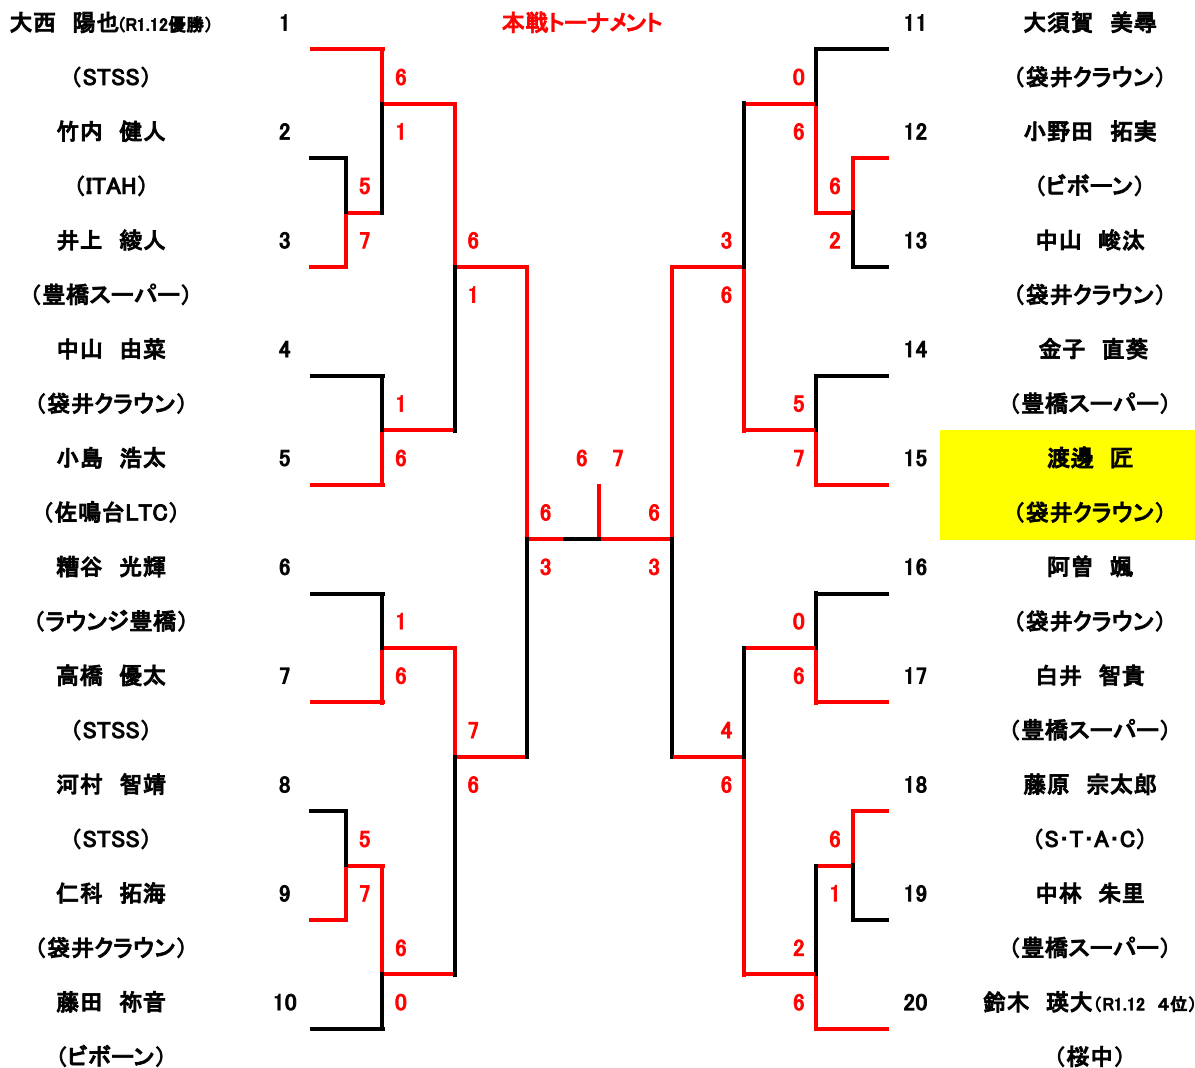 大西　陽也(R1.12優勝) 1 本戦トーナメント 11 大須賀　美尋
(STSS) 6 0 (袋井クラウン)
竹内　健人 2 1 6 12 小野田　拓実
(ITAH) 5 6 (ビボーン)
井上　綾人 3 7 6 3 2 13 中山　峻汰
(豊橋スーパー) 1 6 (袋井クラウン)
中山　由菜 4 14 金子　直葵
(袋井クラウン) 1 5 (豊橋スーパー)
小島　浩太 5 6 6 7 7 15 渡邊　匠
(佐鳴台LTC) 6 6 (袋井クラウン)
糟谷　光輝 6 3 3 16 阿曽　颯
(ラウンジ豊橋) 1 0 (袋井クラウン)
高橋　優太 7 6 6 17 白井　智貴
(STSS) 7 4 (豊橋スーパー)
河村　智靖 8 6 6 18 藤原　宗太郎
(STSS) 5 6 (S・T・A・C)
仁科　拓海 9 7 1 19 中林　朱里
(袋井クラウン) 6 2 (豊橋スーパー)
藤田　祢音 10 0 6 20 鈴木　瑛大(R1.12　4位)
(ビボーン) (桜中)